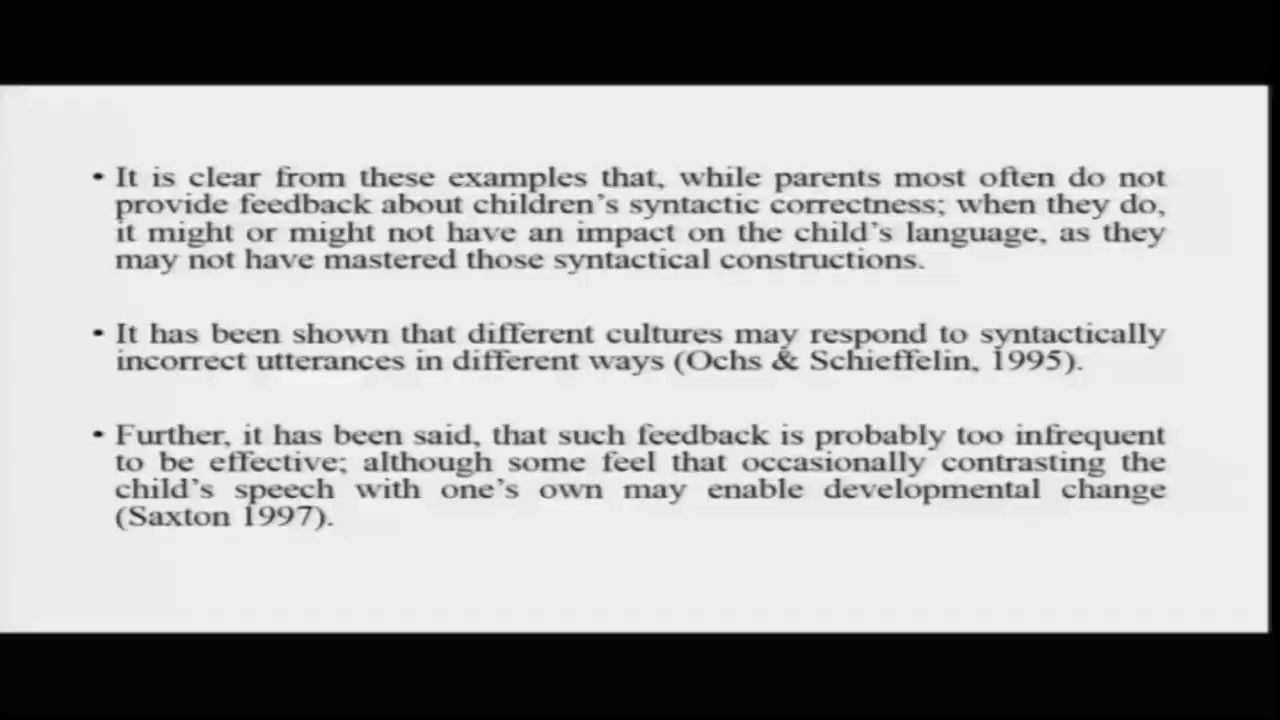 • It is clear from these examples that, while parents most often do not
provide feedback about children's syntactic correctness; when they do,
it might or might not have an impact on the child's language, as they
may not have mastered those syntactical constructions.
• It has been shown that different cultures may respond to syntactically
incorrect utterances in different ways (Ochs & Schieffelin, 1995).
• Further, it has been said, that such feedback is probably too infrequent
to be effective; although some feel that occasionally contrasting the
child's speech with one's own may enable developmental change
(Saxton 1997).